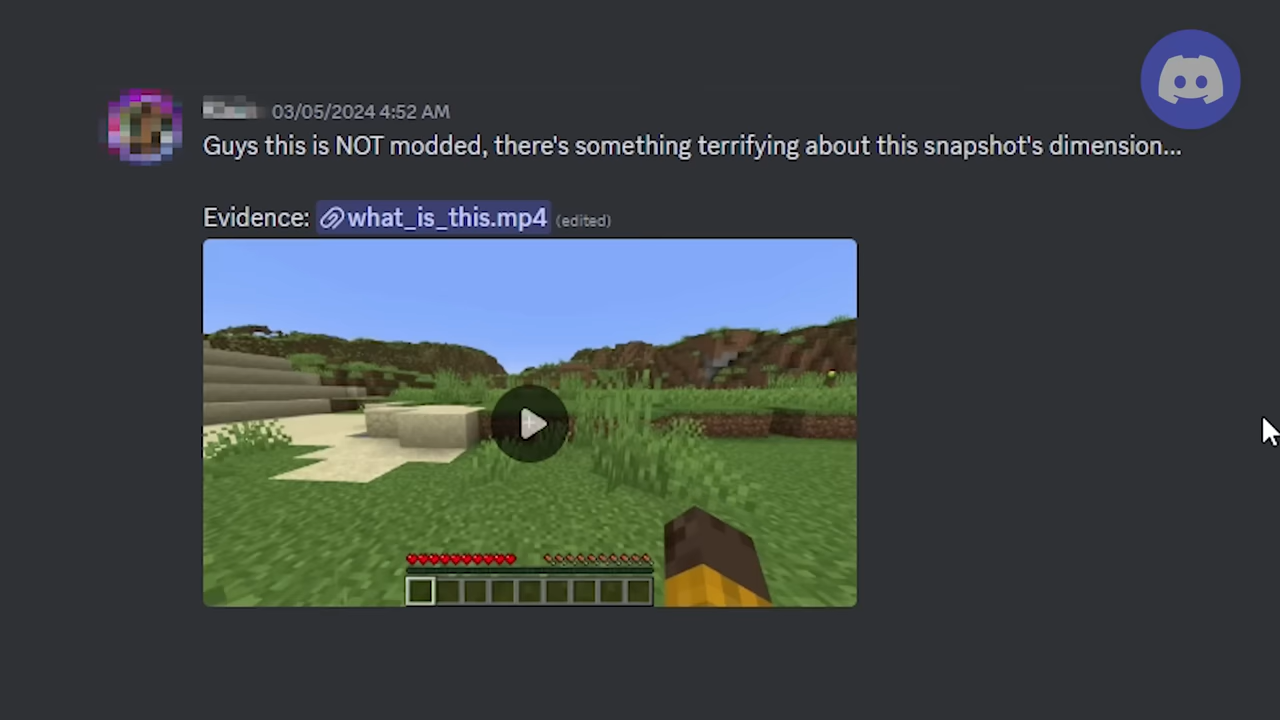 03/05/2024 4:52 AM
Guys this is NOT modded, there's something terrifying about this snapshot's dimension...
Evidence: what_is_this.mp4 (edited)